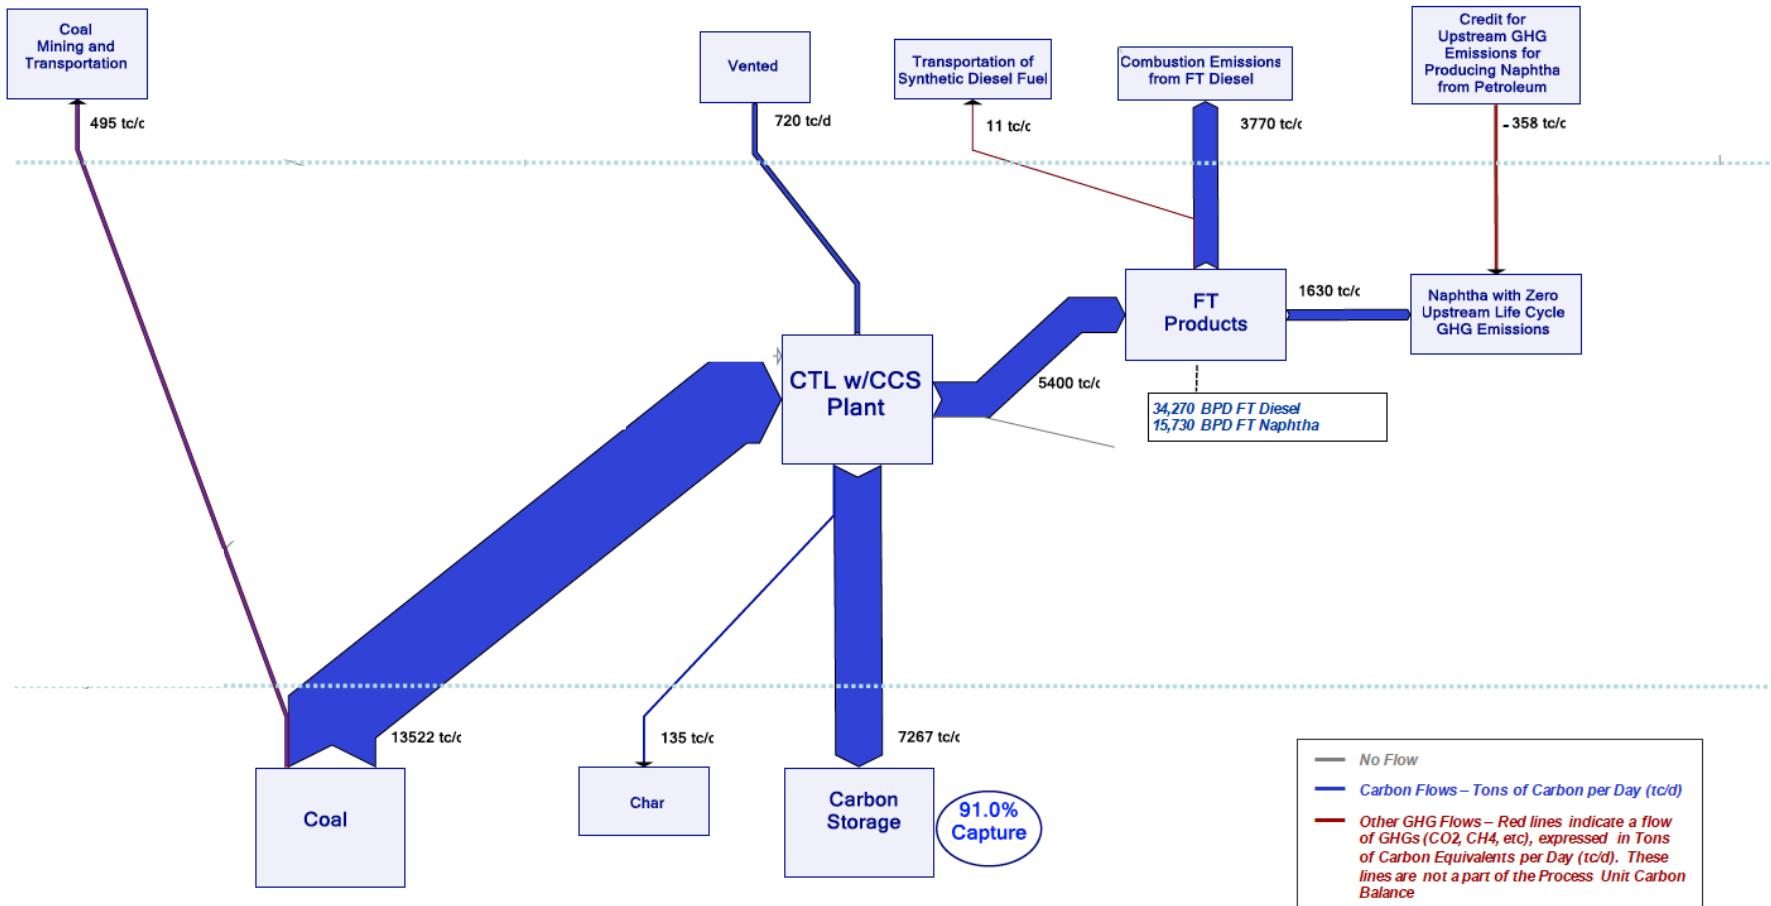 Coal
Mining and
Transportation
495 tc/c
Vented
720 tc/d
Transportation of
Synthetic Diesel Fuel
11 tc/c
Combustion Emissions
from FT Diesel
3770 tc/c
Credit for
Upstream GHG
Emissions for
Producing Naphtha
from Petroleum
- 358 tc/c
FT
Products
1630 tc/c
Naphtha with Zero
Upstream Life Cycle
GHG Emissions
CTL w/CCS
Plant
5400 tc/c
34,270 BPD FT Diesel
15,730 BPD FT Naphtha
13522 tc/c
135 tc/c
7267 tc/c
Coal
Char
Carbon
Storage
91.0%
Capture
No Flow
Carbon Flows – Tons of Carbon per Day (tc/d)
Other GHG Flows – Red lines indicate a flow
of GHGs (CO2, CH4, etc), expressed in Tons
of Carbon Equivalents per Day (tc/d). These
lines are not a part of the Process Unit Carbon
Balance